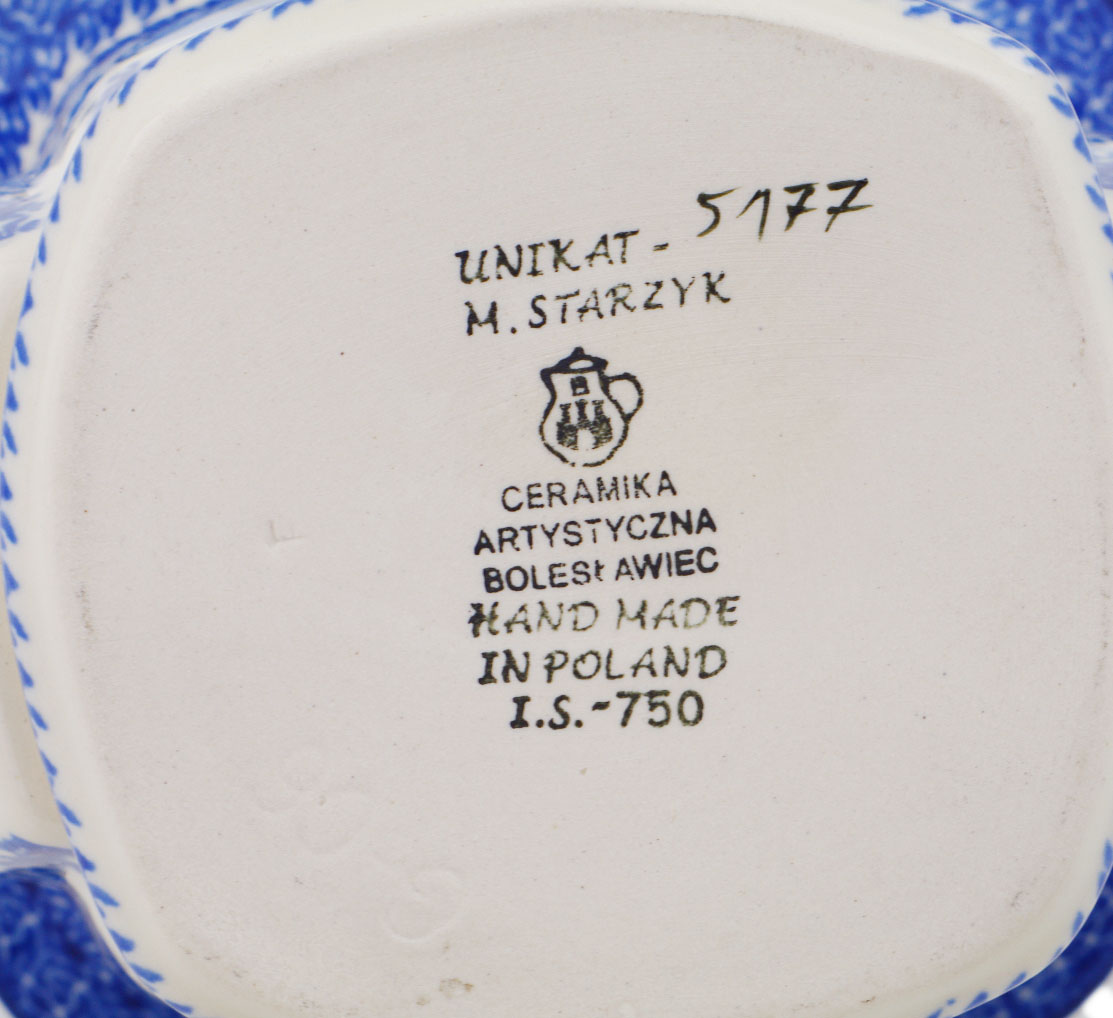 UNIKAT - 5177
M. STARZYK
CERAMIKA
ARTYSTYCZNA
BOLESŁAWIEC
HAND MADE
IN POLAND
I.S.-750